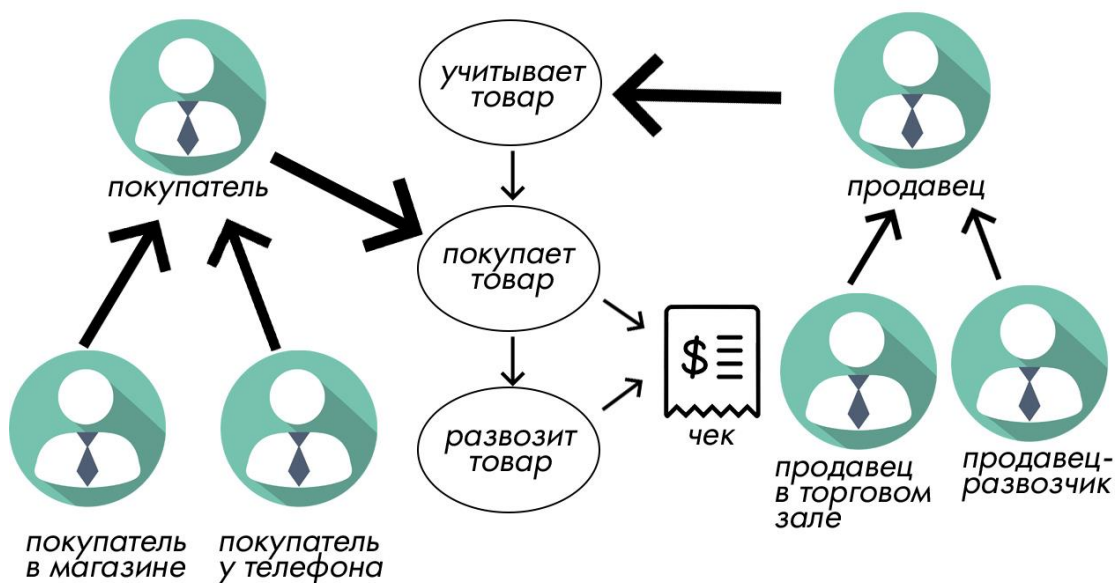 учитывает
товар
покупатель
продавец
покупает
товар
$
чек
развозит
товар
продавец
в торговом
зале
продавец-
развозчик
покупатель
в магазине
покупатель
у телефона